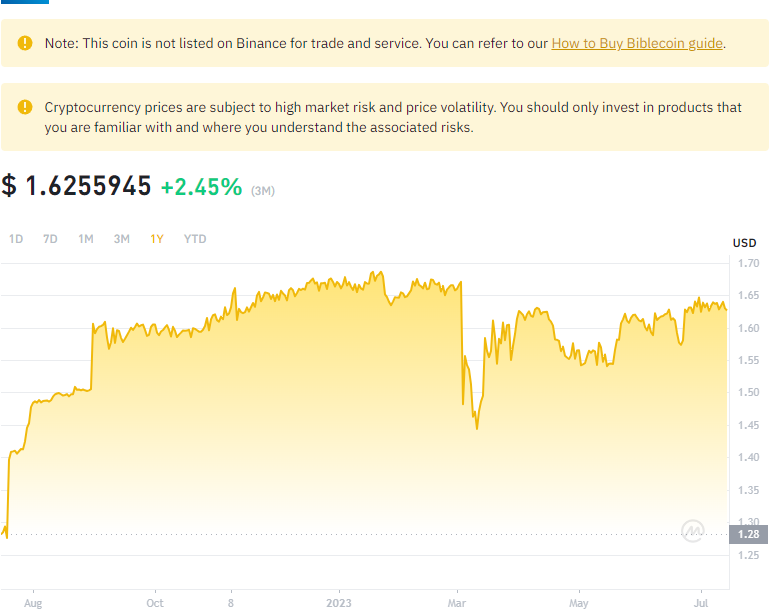 Note: This coin is not listed on Binance for trade and service. You can refer to our How to Buy Biblecoin guide.
Cryptocurrency prices are subject to high market risk and price volatility. You should only invest in products that
you are familiar with and where you understand the associated risks.
$ 1.6255945 +2.45% (3M)
1D 7D 1M 3M 1Y YTD
USD
1.70
1.65
1.60
1.55
1.50
1.45
1.40
1.35
1.30
1.28
1.25
Aug Oct 8 2023 Mar May Jul